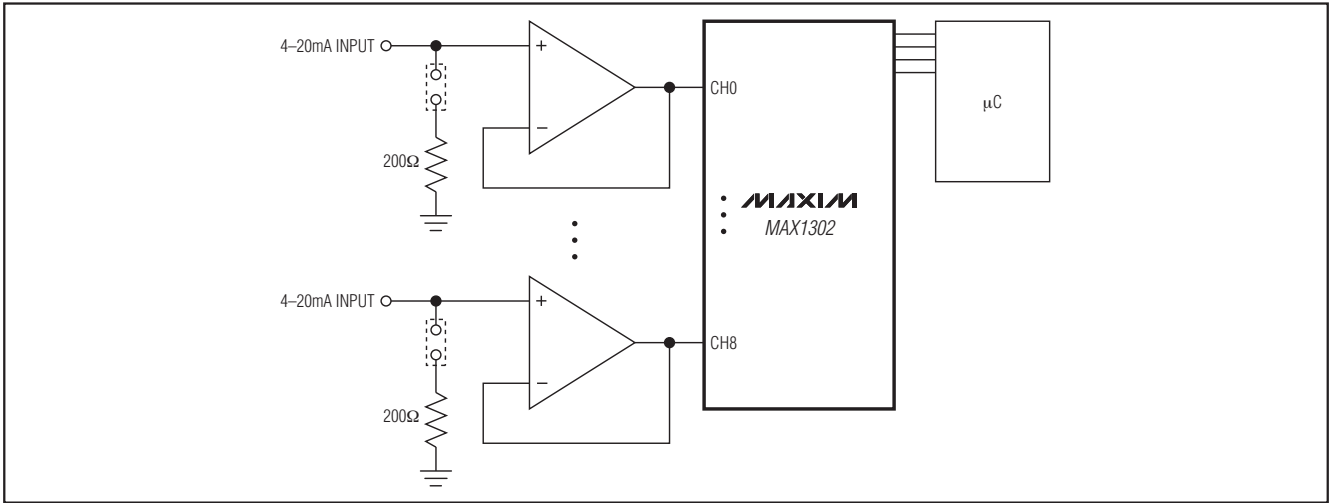 4–20mA INPUT
+
−
200Ω
CH0
µC
MAXIM
MAX1302
4–20mA INPUT
+
−
200Ω
CH8